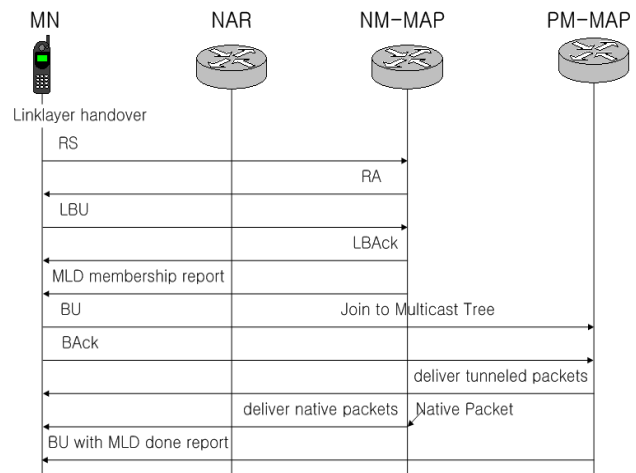 MN NAR NM-MAP PM-MAP
Linklayer handover
RS
RA
LBU
LBAck
MLD membership report
BU Join to Multicast Tree
BAck
deliver tunneled packets
deliver native packets Native Packet
BU with MLD done report